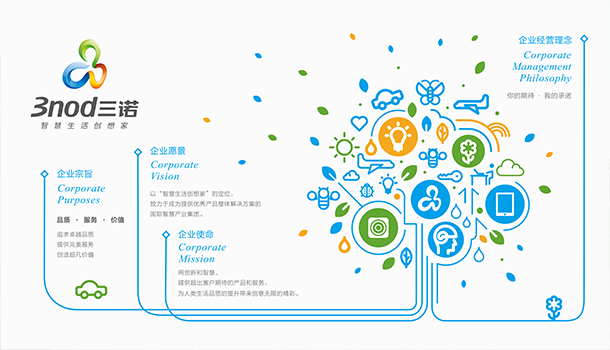 3nod三诺
智慧生活创想家
企业宗旨
Corporate
Purposes
品质 · 服务 · 价值
追求卓越品质
提供完美服务
创造超凡价值
企业愿景
Corporate
Vision
以“智慧生活创想家”的定位，
致力于成为提供优秀产品整体解决方案的
国际智慧产业集团。
企业使命
Corporate
Mission
用创新和智慧，
提供超出客户期待的产品和服务，
为人类生活品质的提升带来创意无限的精彩。
企业经营理念
Corporate
Management
Philosophy
你的期待 · 我的承诺